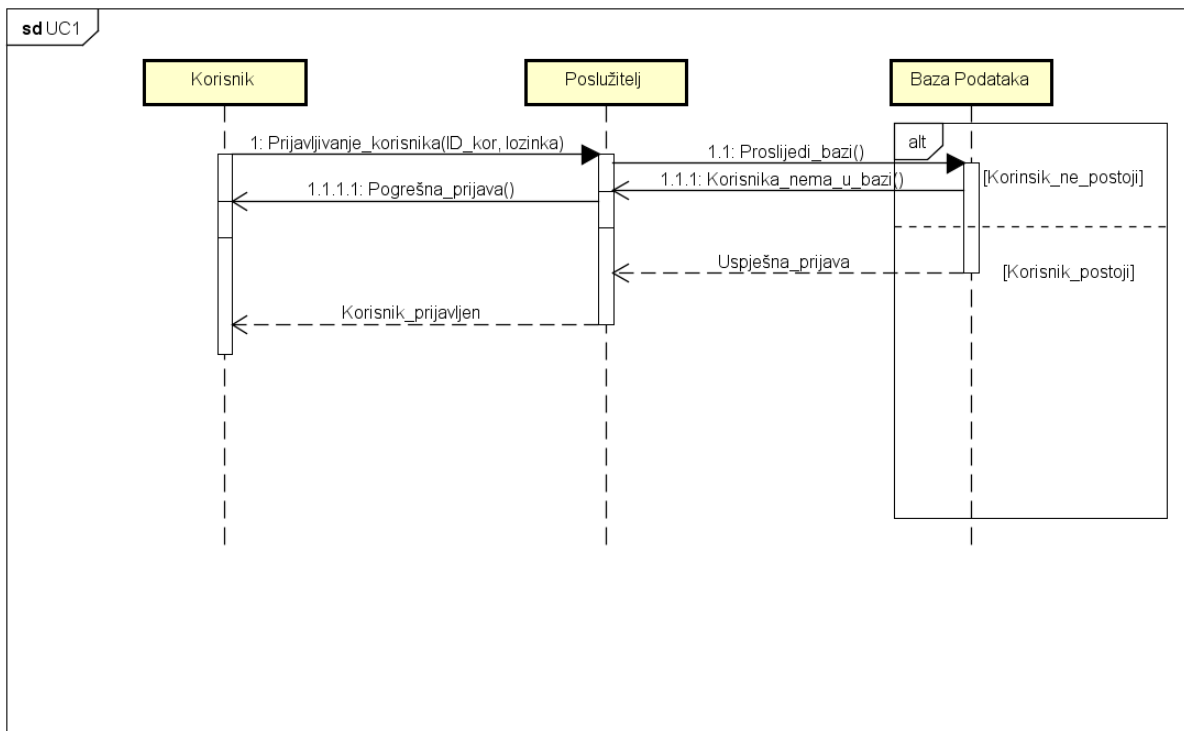 sd UC1
Korisnik
Poslužitelj
Baza Podataka
alt
1: Prijavljivanje_korisnika(ID_kor, lozinka)
1.1: Proslijedi_bazi()
1.1.1: Korisnika_nema_u_bazi()
[Korinsik_ne_postoji]
1.1.1.1: Pogrešna_prijava()
Uspješna_prijava
[Korisnik_postoji]
Korisnik_prijavljen